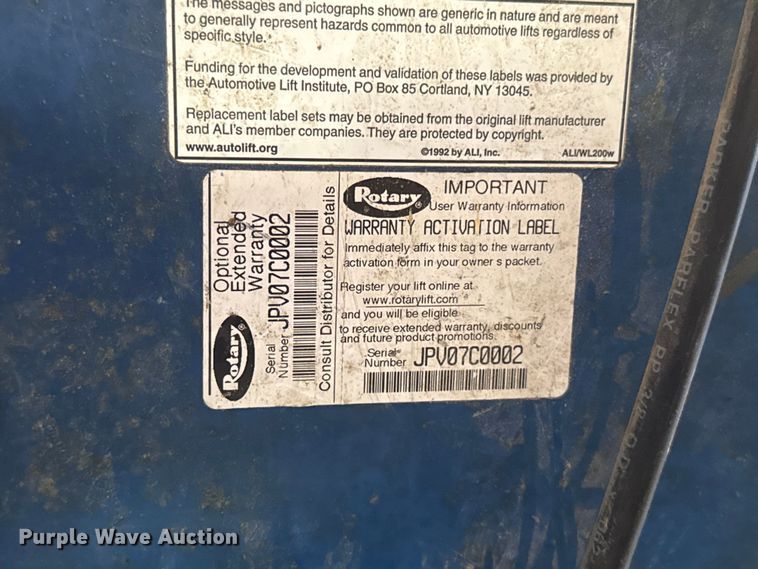 The messages and pictographs shown are generic in nature and are meant
to generally represent hazards common to all automotive lifts regardless of
specific style.
Funding for the development and validation of these labels was provided by
the Automotive Lift Institute, PO Box 85 Cortland, NY 13045.
Replacement label sets may be obtained from the original lift manufacturer
and ALI's member companies. They are protected by copyright.
www.autolift.org
©1992 by ALI, Inc.
ALI/WL200w
Rotary
Optional
Extended
Warranty
Serial
Number JPV07C0002
Consult Distributor for Details
Rotary
IMPORTANT
User Warranty Information
WARRANTY ACTIVATION LABEL
Immediately affix this tag to the warranty
activation form in your owner s packet.
Register your lift online at
www.rotarylift.com
and you will be eligible
to receive extended warranty, discounts
and future product promotions.
Serial
Number JPV07C0002
PARKER PARFLEX
Purple Wave Auction